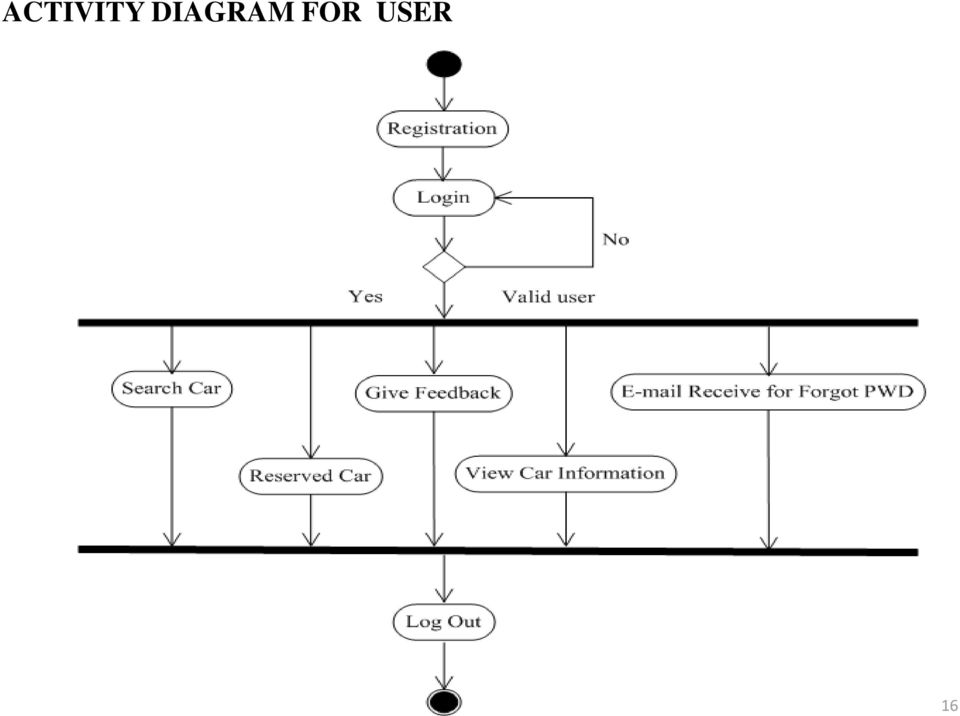 ACTIVITY DIAGRAM FOR USER
Registration
Login
No
Yes
Valid user
Search Car
Give Feedback
E-mail Receive for Forgot PWD
Reserved Car
View Car Information
Log Out
16